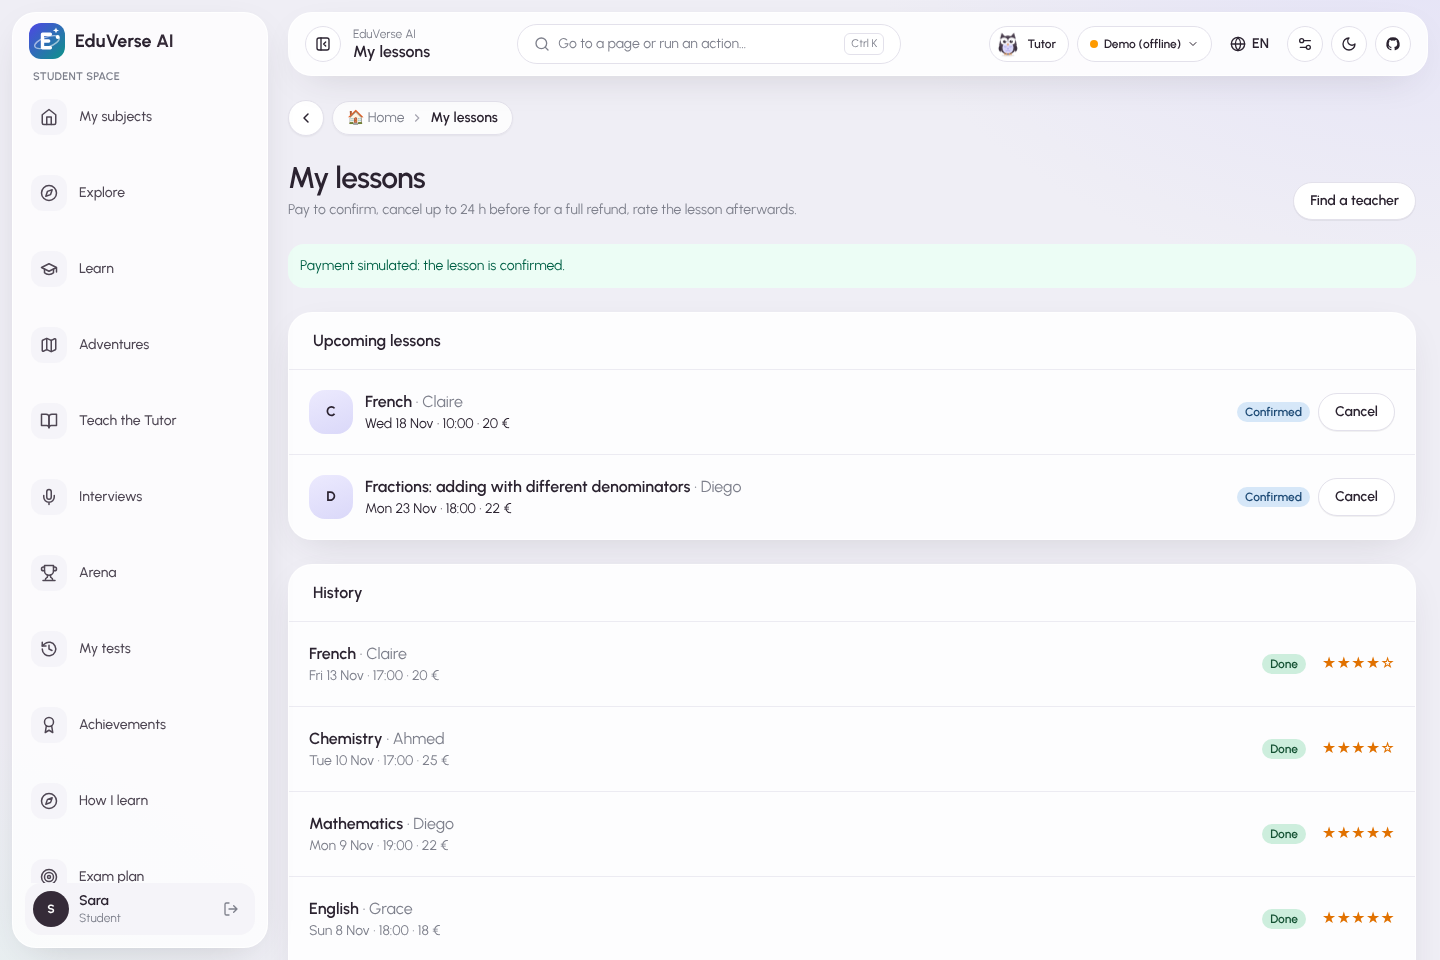 EduVerse AI
STUDENT SPACE
My subjects
Explore
Learn
Adventures
Teach the Tutor
Interviews
Arena
My tests
Achievements
How I learn
Exam plan
S
Sara
Student
EduVerse AI
My lessons
Go to a page or run an action...
Ctrl K
Tutor
Demo (offline)
EN
Home
My lessons
My lessons
Pay to confirm, cancel up to 24 h before for a full refund, rate the lesson afterwards.
Find a teacher
Payment simulated: the lesson is confirmed.
Upcoming lessons
C
French · Claire
Wed 18 Nov · 10:00 · 20 €
Confirmed
Cancel
D
Fractions: adding with different denominators · Diego
Mon 23 Nov · 18:00 · 22 €
Confirmed
Cancel
History
French · Claire
Fri 13 Nov · 17:00 · 20 €
Done
★★★★☆
Chemistry · Ahmed
Tue 10 Nov · 17:00 · 25 €
Done
★★★★☆
Mathematics · Diego
Mon 9 Nov · 19:00 · 22 €
Done
★★★★★
English · Grace
Sun 8 Nov · 18:00 · 18 €
Done
★★★★★